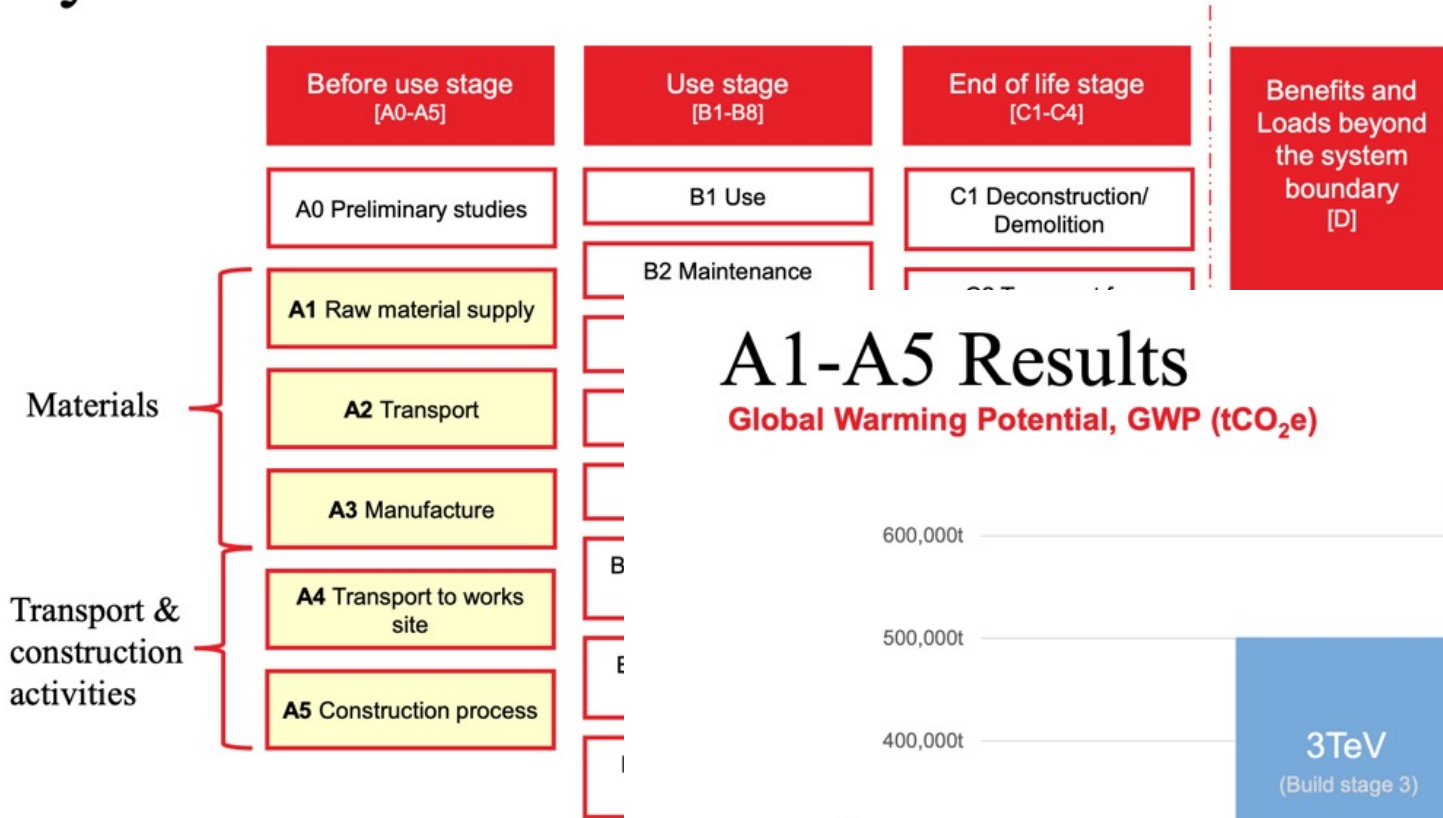 Before use stage
[A0-A5]
Use stage
[B1-B8]
End of life stage
[C1-C4]
Benefits and
Loads beyond
the system
boundary
[D]
A0 Preliminary studies
B1 Use
C1 Deconstruction/
Demolition
B2 Maintenance
Materials
A1 Raw material supply
A2 Transport
A3 Manufacture
Transport &
construction
activities
A4 Transport to works
site
A5 Construction process
A1-A5 Results
Global Warming Potential, GWP (tCO₂e)
600,000t
500,000t
400,000t
3TeV
(Build stage 3)